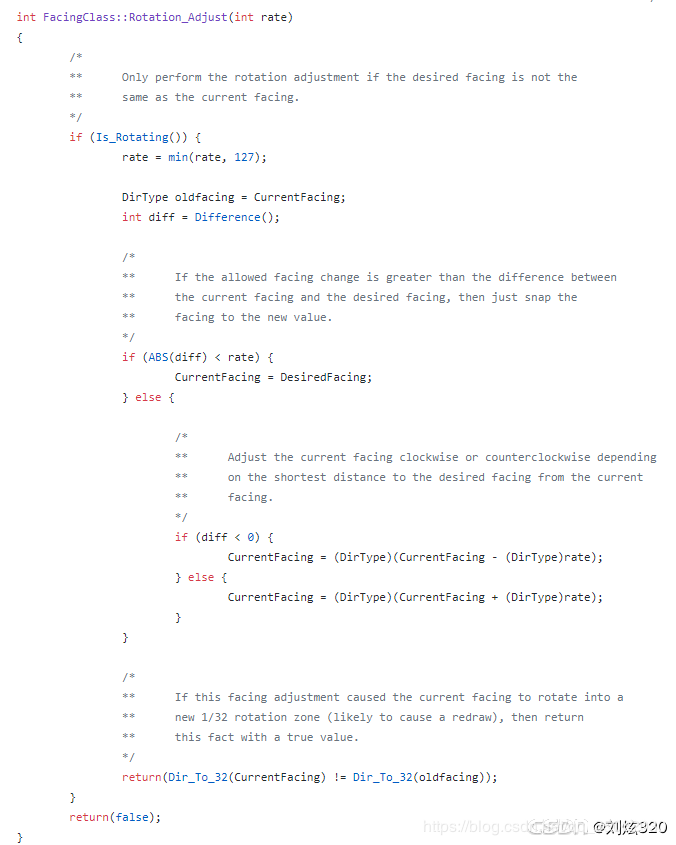 int FacingClass::Rotation_Adjust(int rate)
{
/*
** Only perform the rotation adjustment if the desired facing is not the
** same as the current facing.
*/
if (Is_Rotating()) {
rate = min(rate, 127);
DirType oldfacing = CurrentFacing;
int diff = Difference();
/*
** If the allowed facing change is greater than the difference between
** the current facing and the desired facing, then just snap the
** facing to the new value.
*/
if (ABS(diff) < rate) {
CurrentFacing = DesiredFacing;
} else {
/*
** Adjust the current facing clockwise or counterclockwise depending
** on the shortest distance to the desired facing from the current
** facing.
*/
if (diff < 0) {
CurrentFacing = (DirType)(CurrentFacing - (DirType)rate);
} else {
CurrentFacing = (DirType)(CurrentFacing + (DirType)rate);
}
}
/*
** If this facing adjustment caused the current facing to rotate into a
** new 1/32 rotation zone (likely to cause a redraw), then return
** this fact with a true value.
*/
return(Dir_To_32(CurrentFacing) != Dir_To_32(oldfacing));
}
return(false);
CSDN @刘炫320
}